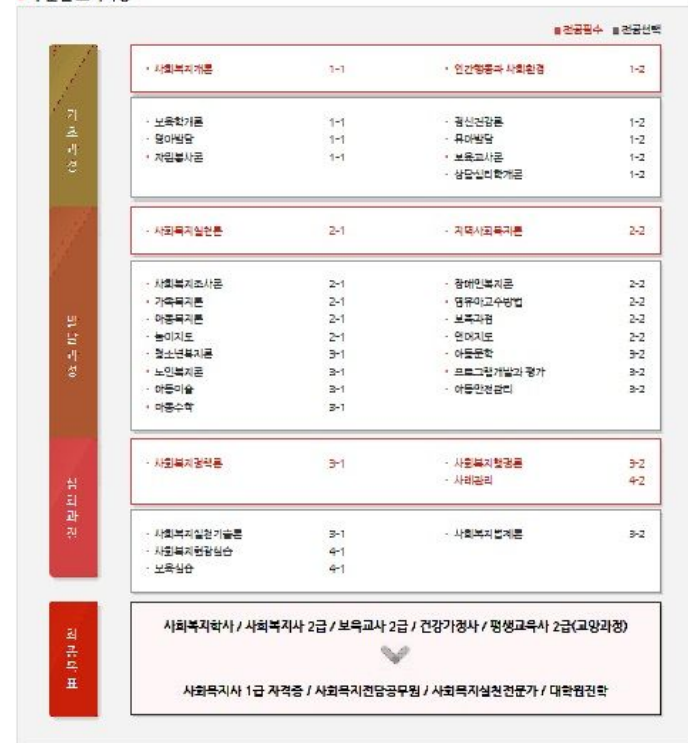 ■전공필수 ■전공선택
· 사회복지개론 1-1 · 인간행동과 사회환경 1-2
기초과정
· 보육학개론 1-1 · 정신건강론 1-2
· 영아발달 1-1 · 유아발달 1-2
· 자원봉사론 1-1 · 보육교사론 1-2
· 상담심리학개론 1-2
· 사회복지실천론 2-1 · 지역사회복지론 2-2
발달과정
· 사회복지조사론 2-1 · 장애인복지론 2-2
· 가족복지론 2-1 · 영유아교수방법 2-2
· 아동복지론 2-1 · 보육과정 2-2
· 놀이지도 2-1 · 언어지도 2-2
· 청소년복지론 3-1 · 아동문학 3-2
· 노인복지론 3-1 · 프로그램개발과 평가 3-2
· 아동미술 3-1 · 아동안전관리 3-2
· 아동수학 3-1
· 사회복지정책론 3-1 · 사회복지행정론 3-2
· 사례관리 4-2
심화과정
· 사회복지실천기술론 3-1 · 사회복지법제론 3-2
· 사회복지현장실습 4-1
· 보육실습 4-1
최종목표
사회복지학사 / 사회복지사 2급 / 보육교사 2급 / 건강가정사 / 평생교육사 2급(교양과정)
사회복지사 1급 자격증 / 사회복지전담공무원 / 사회복지실천전문가 / 대학원진학